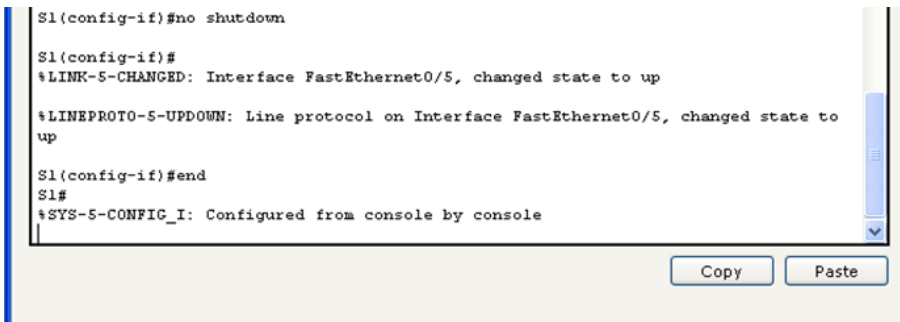 S1(config-if)#no shutdown
S1(config-if)#
%LINK-5-CHANGED: Interface FastEthernet0/5, changed state to up
%LINEPROTO-5-UPDOWN: Line protocol on Interface FastEthernet0/5, changed state to
up
S1(config-if)#end
S1#
%SYS-5-CONFIG_I: Configured from console by console
Copy Paste